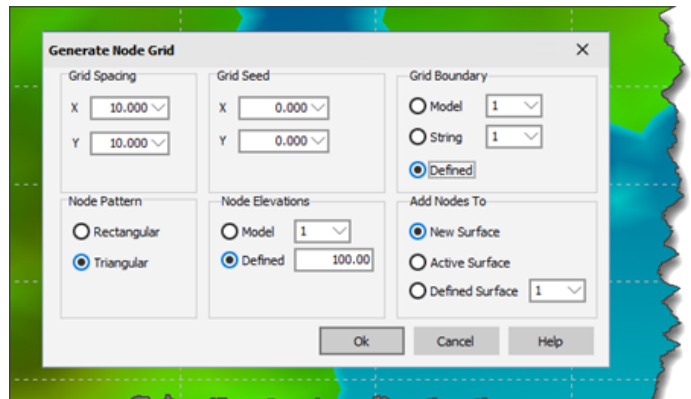 Generate Node Grid
Grid Spacing
X 10.000
Y 10.000
Grid Seed
X 0.000
Y 0.000
Grid Boundary
Model 1
String 1
Defined
Node Pattern
Rectangular
Triangular
Node Elevations
Model 1
Defined 100.00
Add Nodes To
New Surface
Active Surface
Defined Surface 1
Ok Cancel Help